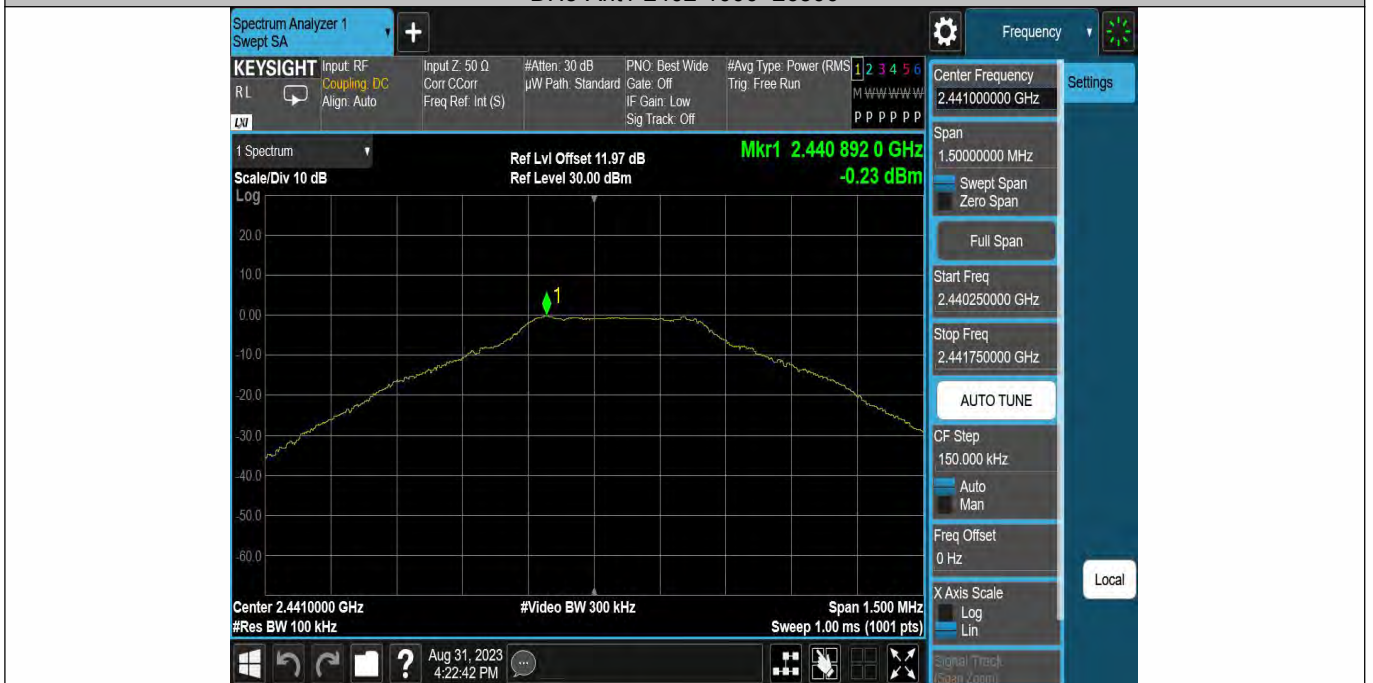 Spectrum Analyzer 1
Swept SA
Frequency
KEYSIGHT
RL
LXI
Input: RF
Coupling: DC
Align: Auto
Input Z: 50 Ω
Corr CCorr
Freq Ref: Int (S)
#Atten: 30 dB
µW Path: Standard
PNO: Best Wide
Gate: Off
IF Gain: Low
Sig Track: Off
#Avg Type: Power (RMS
Trig: Free Run
1 2 3 4 5 6
M W W W W W
P P P P P P
1 Spectrum
Scale/Div 10 dB
Ref Lvl Offset 11.97 dB
Ref Level 30.00 dBm
Mkr1 2.440 892 0 GHz
-0.23 dBm
Log
20.0
10.0
0.00
-10.0
-20.0
-30.0
-40.0
-50.0
-60.0
1
Center 2.4410000 GHz
#Res BW 100 kHz
#Video BW 300 kHz
Span 1.500 MHz
Sweep 1.00 ms (1001 pts)
Aug 31, 2023
4:22:42 PM
Center Frequency
2.441000000 GHz
Settings
Span
1.50000000 MHz
Swept Span
Zero Span
Full Span
Start Freq
2.440250000 GHz
Stop Freq
2.441750000 GHz
AUTO TUNE
CF Step
150.000 kHz
Auto
Man
Freq Offset
0 Hz
X Axis Scale
Log
Lin
Local
Signal Track
(Span Zoom)